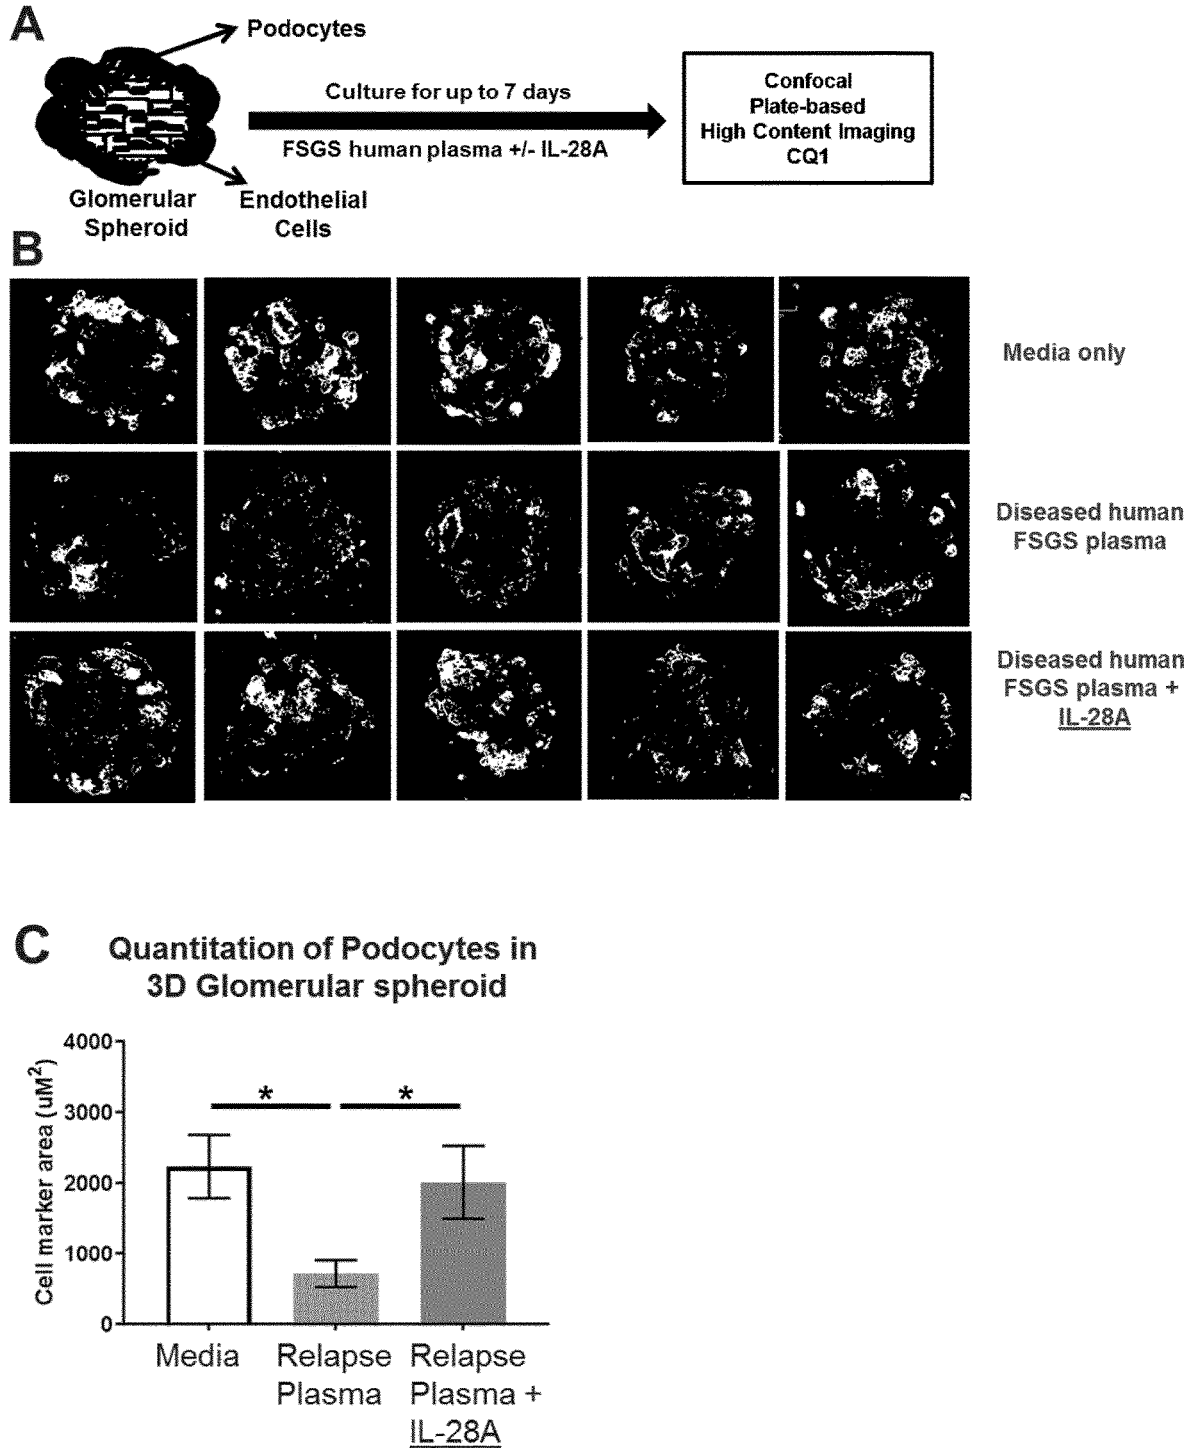 A
Podocytes
Culture for up to 7 days
FSGS human plasma +/- IL-28A
Confocal
Plate-based
High Content Imaging
CQ1
Glomerular
Spheroid
Endothelial
Cells
B
Media only
Diseased human
FSGS plasma
Diseased human
FSGS plasma +
IL-28A
C
Quantitation of Podocytes in
3D Glomerular spheroid
Cell marker area (uM²)
4000
3000
2000
1000
0
*
*
Media
Relapse
Plasma
Relapse
Plasma +
IL-28A